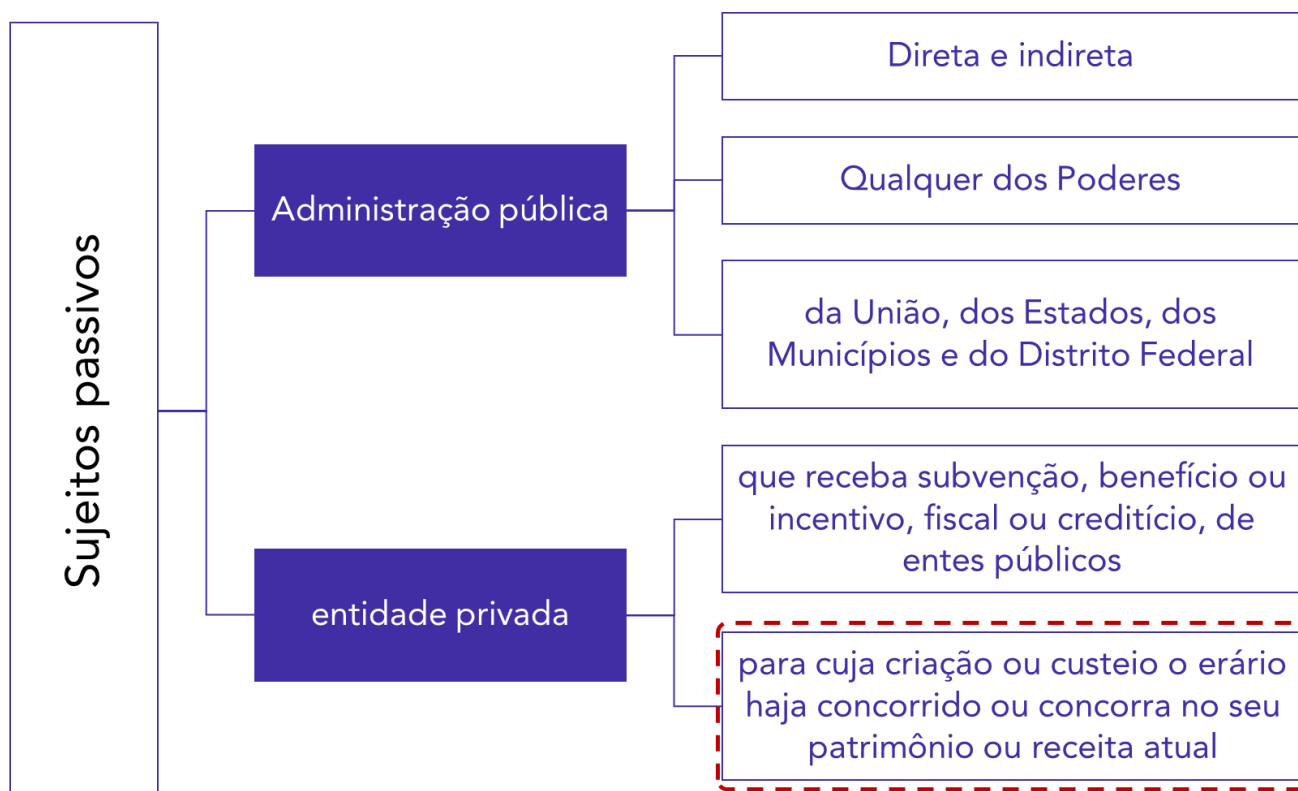 Sujeitos passivos
Administração pública
Direta e indireta
Qualquer dos Poderes
da União, dos Estados, dos
Municípios e do Distrito Federal
entidade privada
que receba subvenção, benefício ou
incentivo, fiscal ou creditício, de
entes públicos
para cuja criação ou custeio o erário
haja concorrido ou concorra no seu
patrimônio ou receita atual